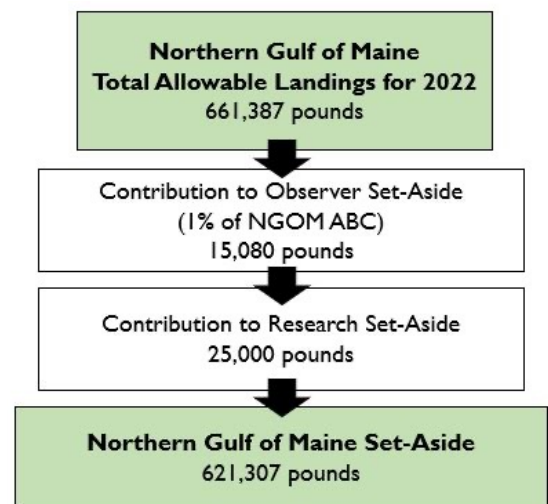 Northern Gulf of Maine
Total Allowable Landings for 2022
661,387 pounds
Contribution to Observer Set-Aside
(1% of NGOM ABC)
15,080 pounds
Contribution to Research Set-Aside
25,000 pounds
Northern Gulf of Maine Set-Aside
621,307 pounds